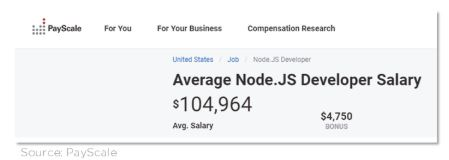 PayScale For You For Your Business Compensation Research
United States / Job / Node.JS Developer
Average Node.JS Developer Salary
$104,964
Avg. Salary
$4,750
BONUS
Source: PayScale